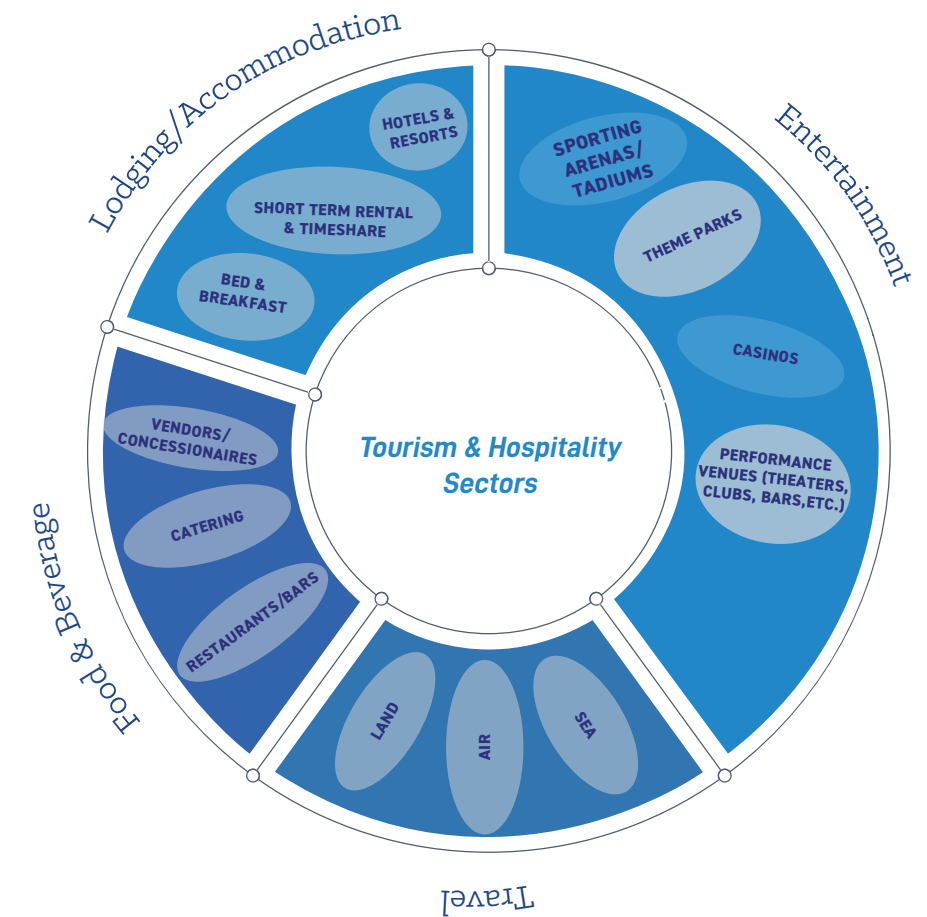 Tourism & Hospitality
Sectors
Lodging/Accommodation
HOTELS &
RESORTS
SHORT TERM RENTAL
& TIMESHARE
BED &
BREAKFAST
Entertainment
SPORTING
ARENAS/
TADIUMS
THEME PARKS
CASINOS
PERFORMANCE
VENUES (THEATERS,
CLUBS, BARS,ETC.)
Travel
SEA
AIR
LAND
Food & Beverage
VENDORS/
CONCESSIONAIRES
CATERING
RESTAURANTS/BARS